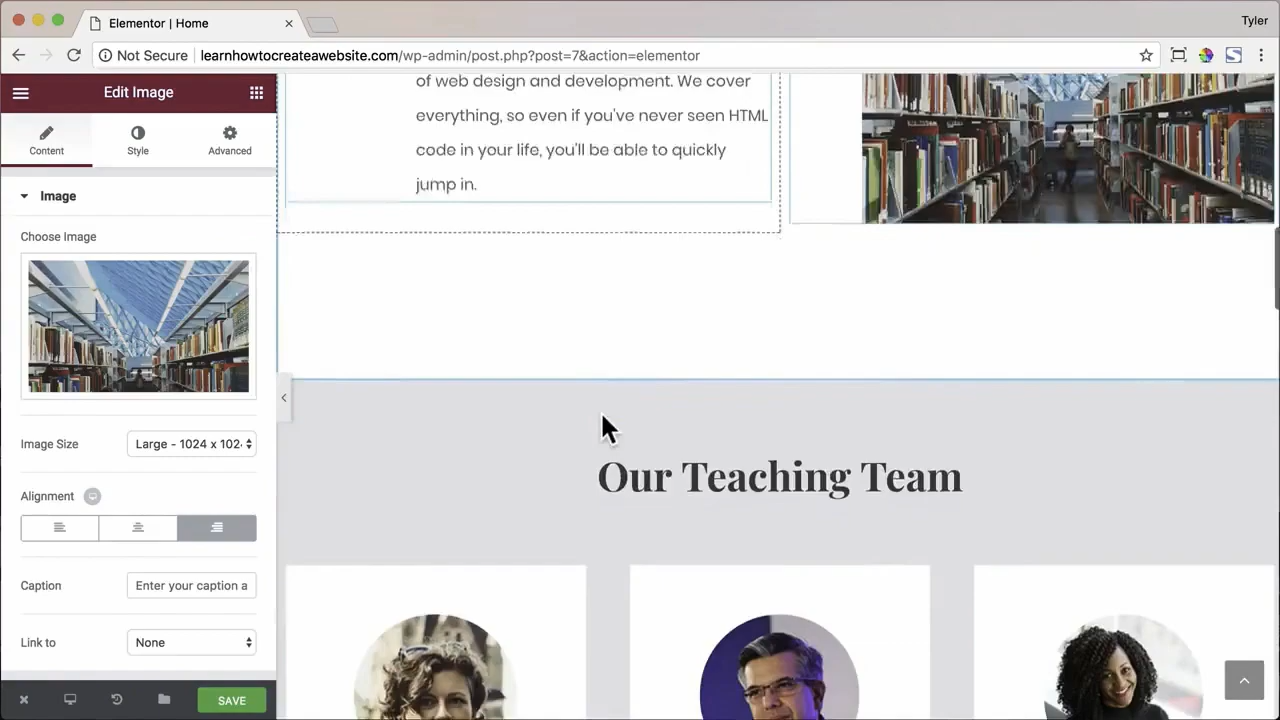 Elementor | Home
Tyler
Not Secure learnhowtocreateawebsite.com/wp-admin/post.php?post=7&action=elementor
Edit Image
Content Style Advanced
Image
Choose Image
Image Size Large - 1024 x 102
Alignment
Caption Enter your caption a
Link to None
SAVE
of web design and development. We cover
everything, so even if you've never seen HTML
code in your life, you'll be able to quickly
jump in.
Our Teaching Team